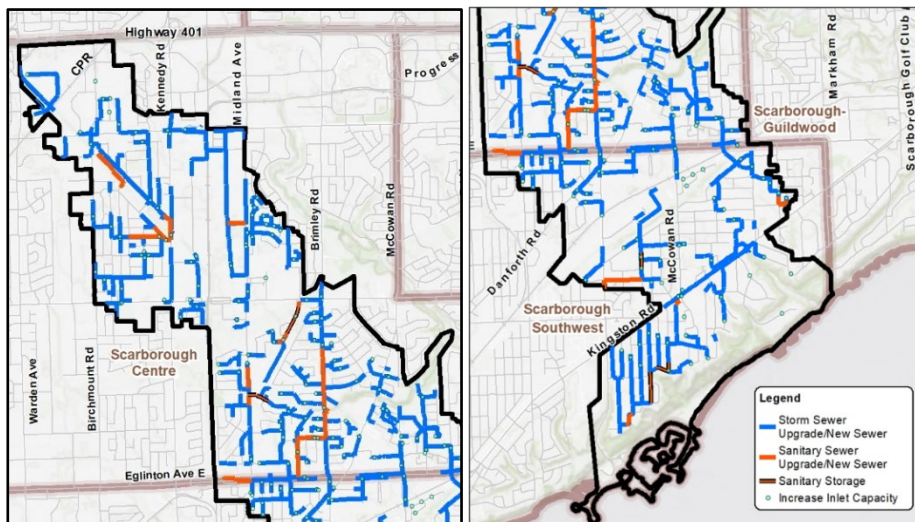 Highway 401
CPR
Kennedy Rd
Midland Ave
Progress
Brimley Rd
McCowan Rd
Warden Ave
Birchmount Rd
Scarborough
Centre
Eglinton Ave E
Markham Rd
Scarborough Golf Club
Scarborough-
Guildwood
Danforth Rd
McCowan Rd
Scarborough
Southwest
Kingston Rd
Legend
Storm Sewer
Upgrade/New Sewer
Sanitary Sewer
Upgrade/New Sewer
Sanitary Storage
Increase Inlet Capacity